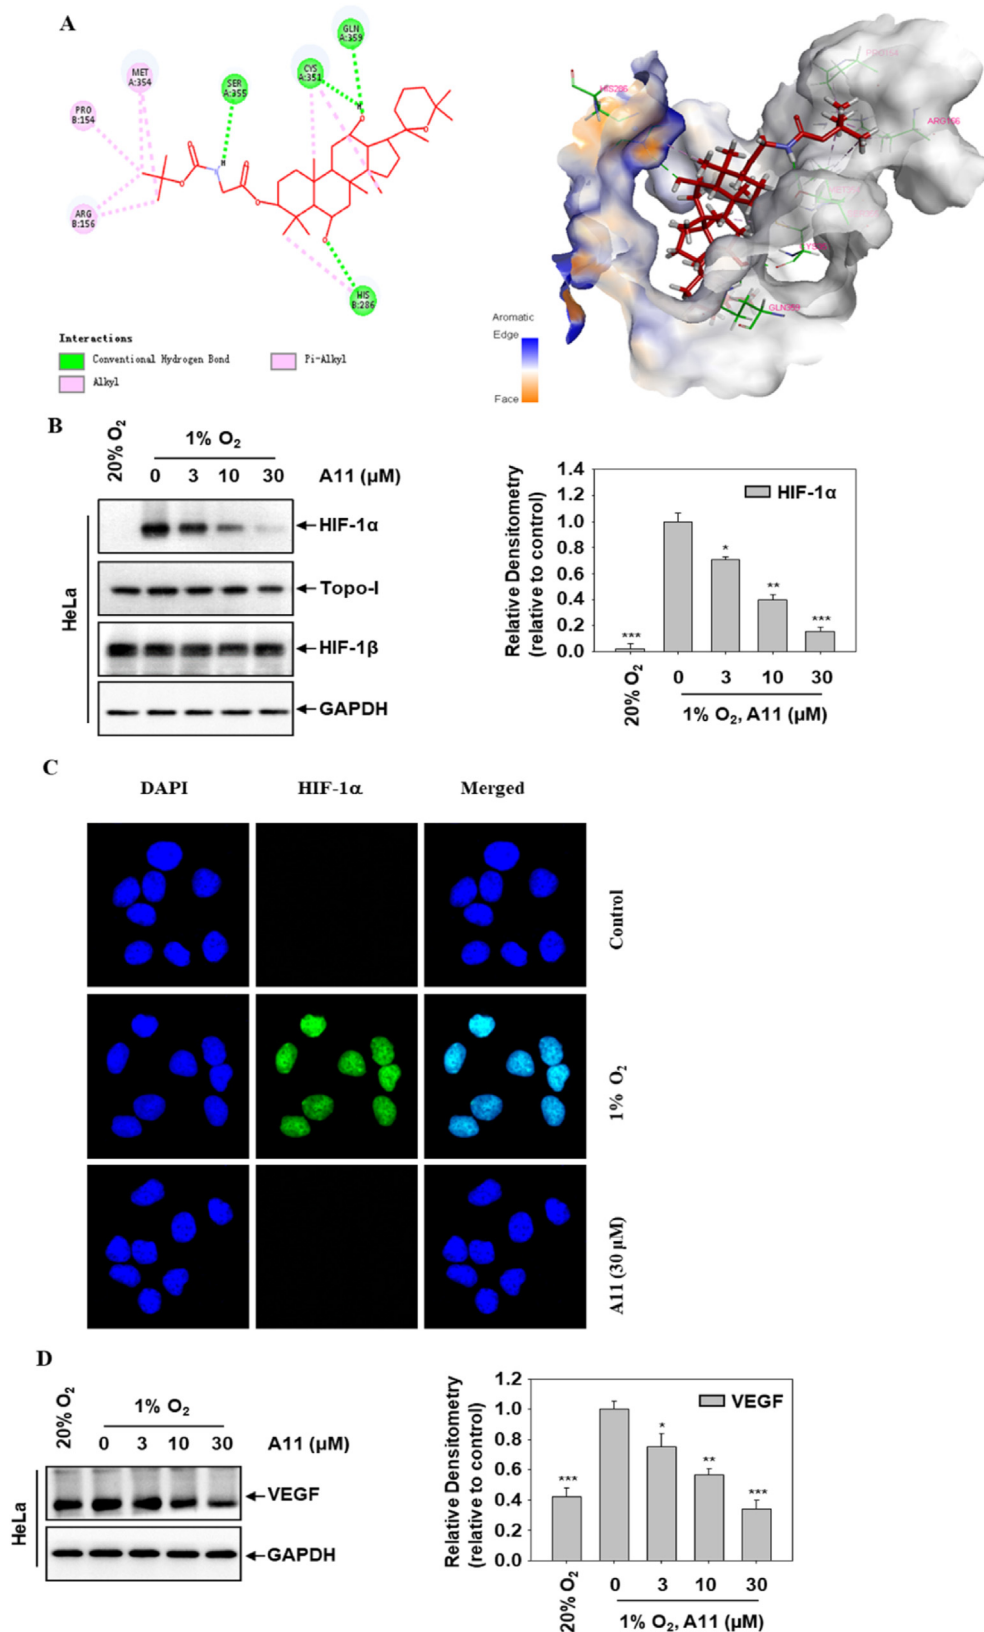 A
GLN
A:359
MET
A:354
SER
A:355
CYS
A:351
PRO
B:154
ARG
B:156
H
N
O
HIS
B:286
Interactions
Conventional Hydrogen Bond
Pi-Alkyl
Alkyl
ARG156
GLN359
Aromatic
Edge
Face
B
20% O₂
1% O₂
0 3 10 30 A11 (µM)
HeLa
HIF-1α
Topo-I
HIF-1β
GAPDH
Relative Densitometry
(relative to control)
1.4
1.2
1.0
0.8
0.6
0.4
0.2
0.0
HIF-1α
***
*
**
***
20% O₂
0 3 10 30
1% O₂, A11 (µM)
C
DAPI HIF-1α Merged
Control
1% O₂
A11 (30 µM)
D
20% O₂
1% O₂
0 3 10 30 A11 (µM)
HeLa
VEGF
GAPDH
Relative Densitometry
(relative to control)
1.2
1.0
0.8
0.6
0.4
0.2
0.0
VEGF
***
*
**
***
20% O₂
0 3 10 30
1% O₂, A11 (µM)